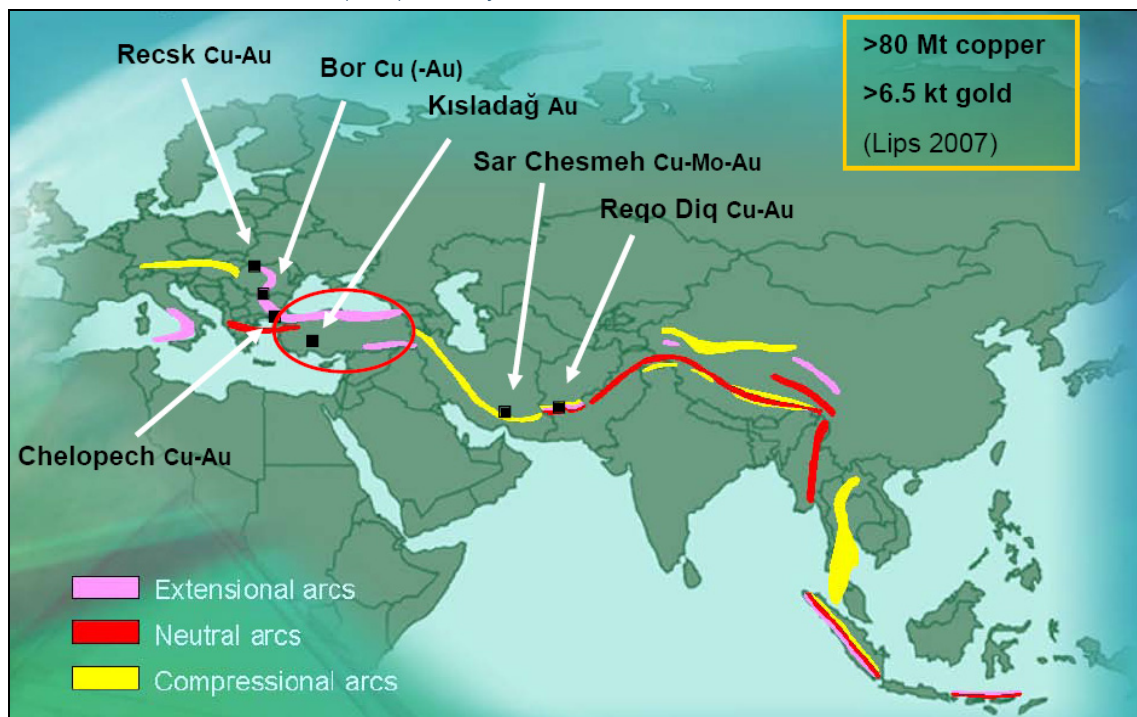 Recsk Cu-Au
Bor Cu (-Au)
Kısladağ Au
Sar Chesmeh Cu-Mo-Au
Reqo Diq Cu-Au
>80 Mt copper
>6.5 kt gold
(Lips 2007)
Chelopech Cu-Au
Extensional arcs
Neutral arcs
Compressional arcs